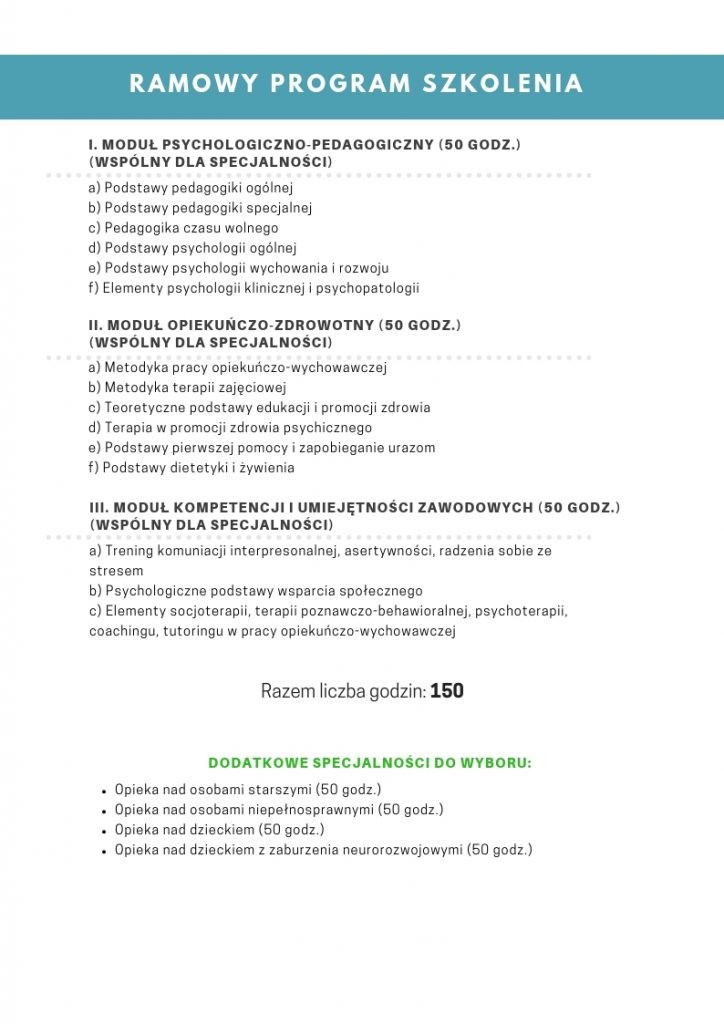 RAMOWY PROGRAM SZKOLENIA
I. MODUŁ PSYCHOLOGICZNO-PEDAGOGICZNY (50 GODZ.)
(WSPÓLNY DLA SPECJALNOŚCI)
a) Podstawy pedagogiki ogólnej
b) Podstawy pedagogiki specjalnej
c) Pedagogika czasu wolnego
d) Podstawy psychologii ogólnej
e) Podstawy psychologii wychowania i rozwoju
f) Elementy psychologii klinicznej i psychopatologii
II. MODUŁ OPIEKUŃCZO-ZDROWOTNY (50 GODZ.)
(WSPÓLNY DLA SPECJALNOŚCI)
a) Metodyka pracy opiekuńczo-wychowawczej
b) Metodyka terapii zajęciowej
c) Teoretyczne podstawy edukacji i promocji zdrowia
d) Terapia w promocji zdrowia psychicznego
e) Podstawy pierwszej pomocy i zapobieganie urazom
f) Podstawy dietetyki i żywienia
III. MODUŁ KOMPETENCJI I UMIEJĘTNOŚCI ZAWODOWYCH (50 GODZ.)
(WSPÓLNY DLA SPECJALNOŚCI)
a) Trening komuniacji interpresonalnej, asertywności, radzenia sobie ze
stresem
b) Psychologiczne podstawy wsparcia społecznego
c) Elementy socjoterapii, terapii poznawczo-behawioralnej, psychoterapii,
coachingu, tutoringu w pracy opiekuńczo-wychowawczej
Razem liczba godzin: 150
DODATKOWE SPECJALNOŚCI DO WYBORU:
• Opieka nad osobami starszymi (50 godz.)
• Opieka nad osobami niepełnosprawnymi (50 godz.)
• Opieka nad dzieckiem (50 godz.)
• Opieka nad dzieckiem z zaburzenia neurorozwojowymi (50 godz.)